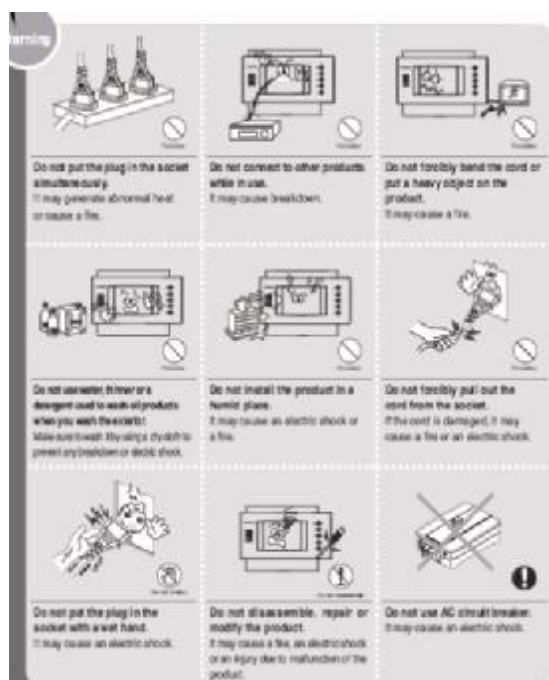 Warning
Do not put the plug in the socket
simultaneously.
It may generate abnormal heat
or cause a fire.
Do not connect to other products
while in use.
It may cause breakdown.
Do not forcibly bend the cord or
put a heavy object on the
product.
It may cause a fire.
Do not use water, thinner or a
detergent used to wash oil products
when you wash the
Make sure to wash it by using a dry cloth to
prevent any breakdown or electric shock.
Do not install the product in a
humid place.
It may cause an electric shock or
a fire.
Do not forcibly pull out the
cord from the socket.
If the cord is damaged, it may
cause a fire or an electric shock.
Do not put the plug in the
socket with a wet hand.
It may cause an electric shock.
Do not disassemble, repair or
modify the product.
It may cause a fire, an electric shock
or an injury due to malfunction of the
product.
Do not use AC circuit breaker.
It may cause an electric shock.